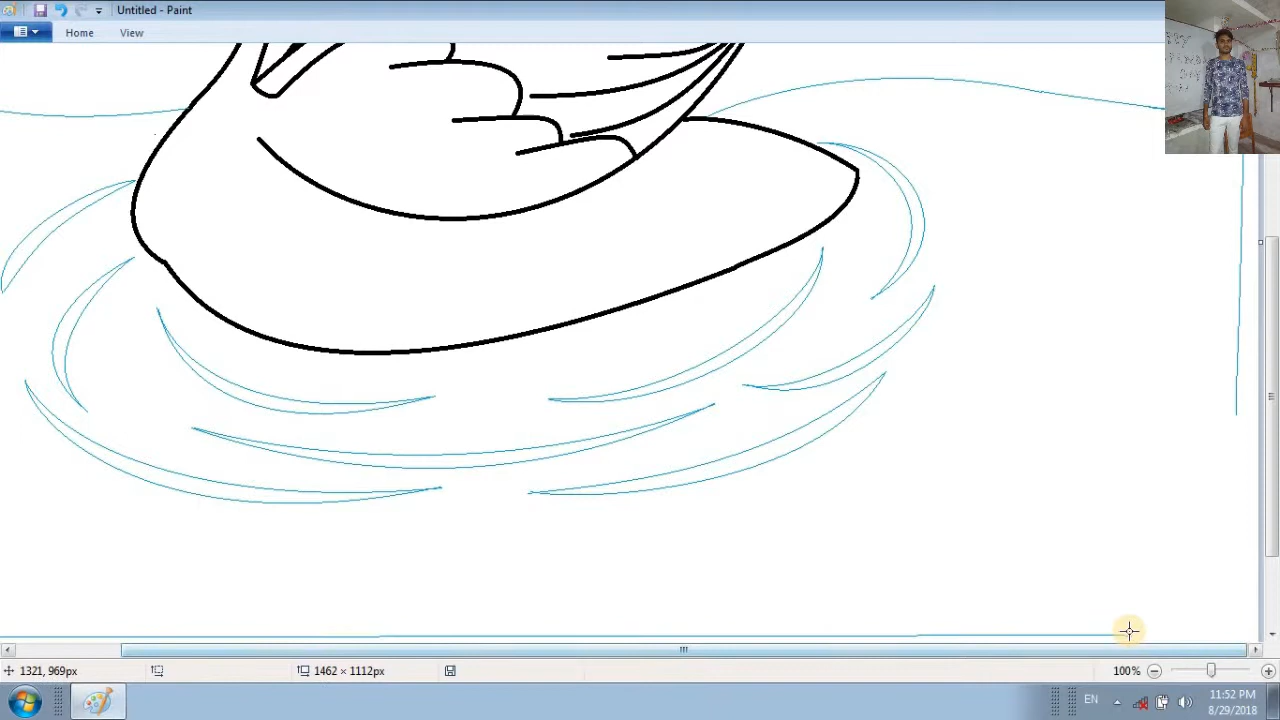 Untitled - Paint
Home
View
1321, 969px
1462 × 1112px
100%
EN
11:52 PM
8/29/2018